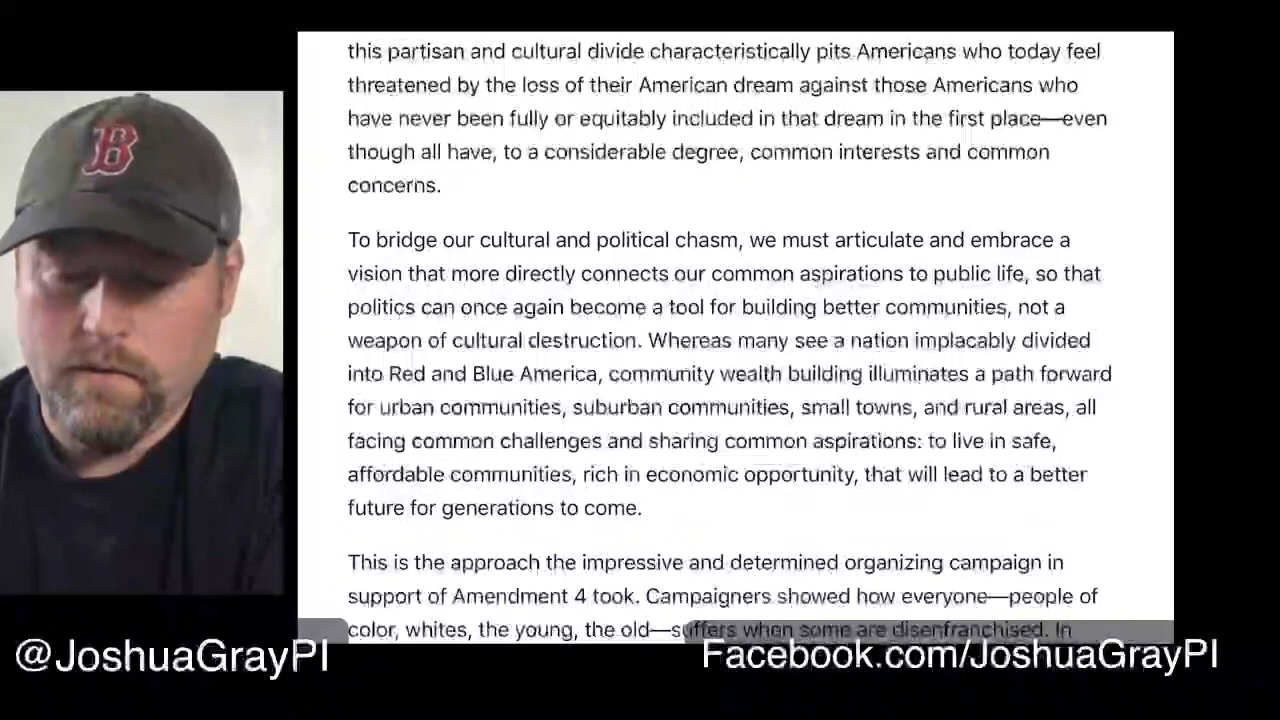 B
this partisan and cultural divide characteristically pits Americans who today feel
threatened by the loss of their American dream against those Americans who
have never been fully or equitably included in that dream in the first place—even
though all have, to a considerable degree, common interests and common
concerns.
To bridge our cultural and political chasm, we must articulate and embrace a
vision that more directly connects our common aspirations to public life, so that
politics can once again become a tool for building better communities, not a
weapon of cultural destruction. Whereas many see a nation implacably divided
into Red and Blue America, community wealth building illuminates a path forward
for urban communities, suburban communities, small towns, and rural areas, all
facing common challenges and sharing common aspirations: to live in safe,
affordable communities, rich in economic opportunity, that will lead to a better
future for generations to come.
This is the approach the impressive and determined organizing campaign in
support of Amendment 4 took. Campaigners showed how everyone—people of
color, whites, the young, the old—suffers when some are disenfranchised. In
@JoshuaGrayPI
Facebook.com/JoshuaGrayPI